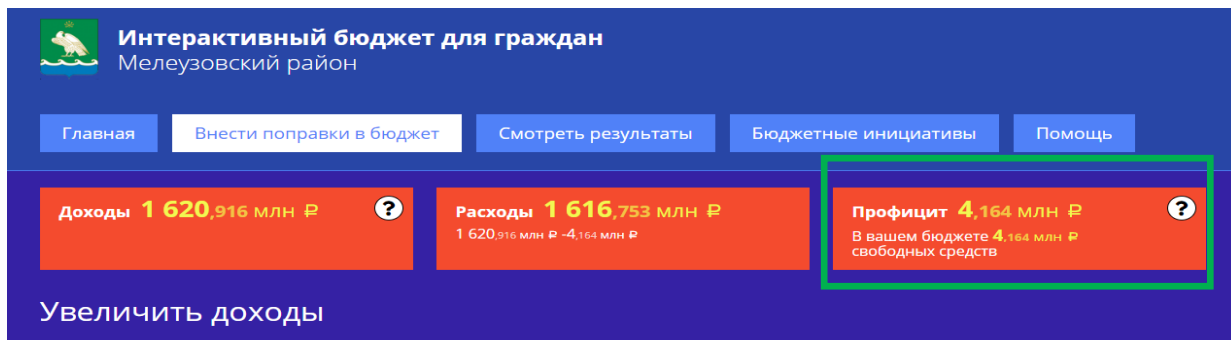 Интерактивный бюджет для граждан
Мелеузовский район
Главная
Внести поправки в бюджет
Смотреть результаты
Бюджетные инициативы
Помощь
Доходы 1 620,916 млн ₽ ?
Расходы 1 616,753 млн ₽
1 620,916 млн ₽ -4,164 млн ₽
Профицит 4,164 млн ₽ ?
В вашем бюджете 4,164 млн ₽
свободных средств
Увеличить доходы